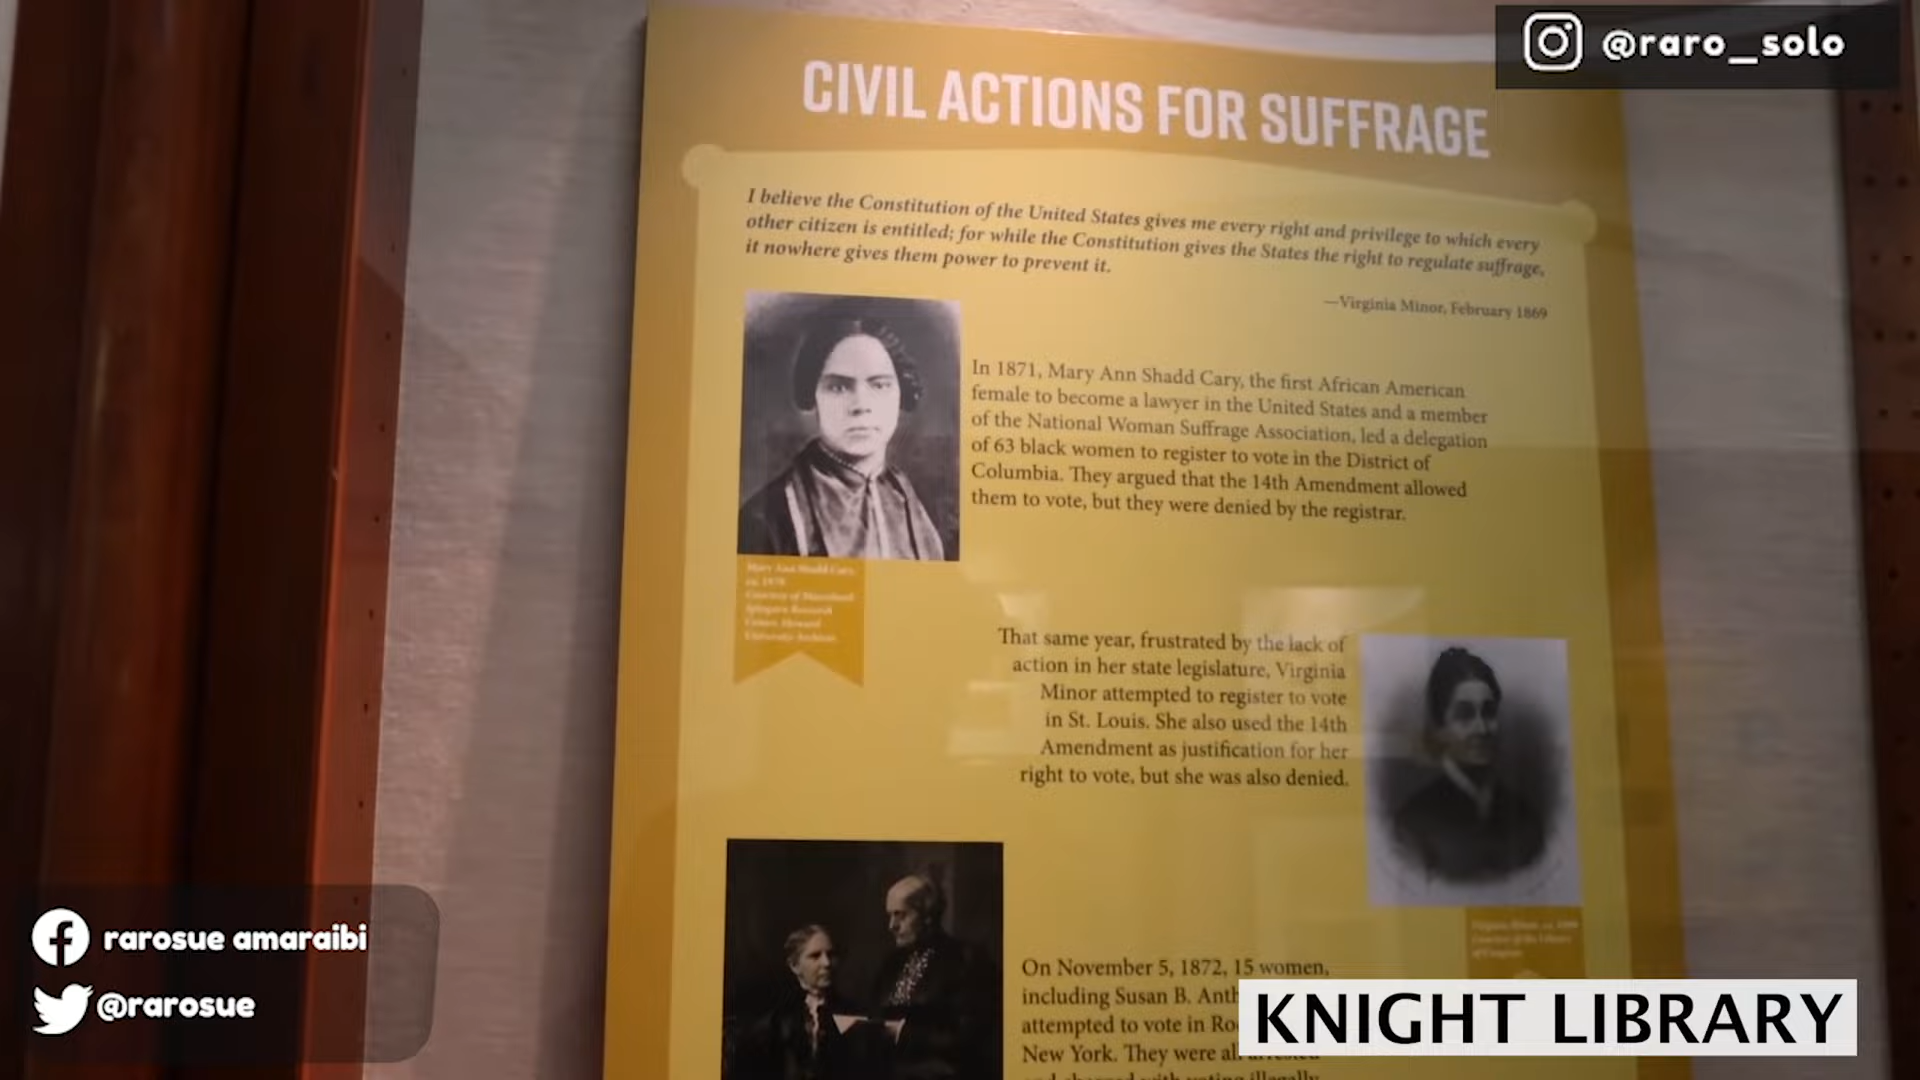 @raro_solo
CIVIL ACTIONS FOR SUFFRAGE
I believe the Constitution of the United States gives me every right and privilege to which every
other citizen is entitled; for while the Constitution gives the States the right to regulate suffrage,
it nowhere gives them power to prevent it.
—Virginia Minor, February 1869
In 1871, Mary Ann Shadd Cary, the first African American
female to become a lawyer in the United States and a member
of the National Woman Suffrage Association, led a delegation
of 63 black women to register to vote in the District of
Columbia. They argued that the 14th Amendment allowed
them to vote, but they were denied by the registrar.
Mary Ann Shadd Cary,
Courtesy of
Research
Howard
That same year, frustrated by the lack of
action in her state legislature, Virginia
Minor attempted to register to vote
in St. Louis. She also used the 14th
Amendment as justification for her
right to vote, but she was also denied.
On November 5, 1872, 15 women,
including Susan B.
attempted to vote in
New York. They were
rarosue amaraibi
@rarosue
KNIGHT LIBRARY